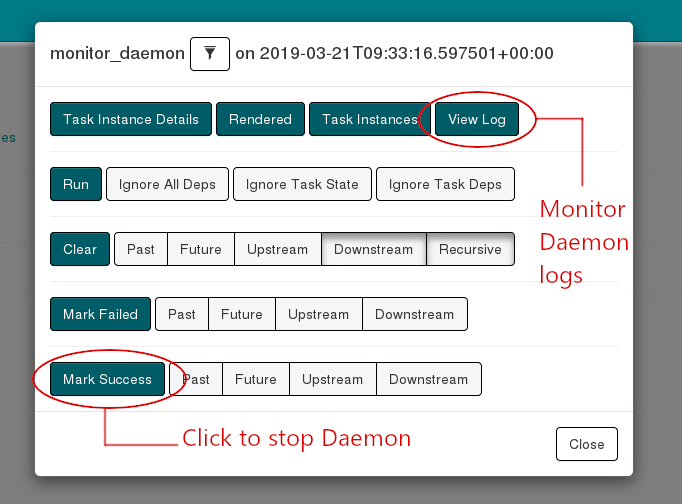 monitor_daemon on 2019-03-21T09:33:16.597501+00:00
Task Instance Details Rendered Task Instances View Log
es
Run Ignore All Deps Ignore Task State Ignore Task Deps
Monitor
Daemon
logs
Clear Past Future Upstream Downstream Recursive
Mark Failed Past Future Upstream Downstream
Mark Success Past Future Upstream Downstream
Click to stop Daemon
Close